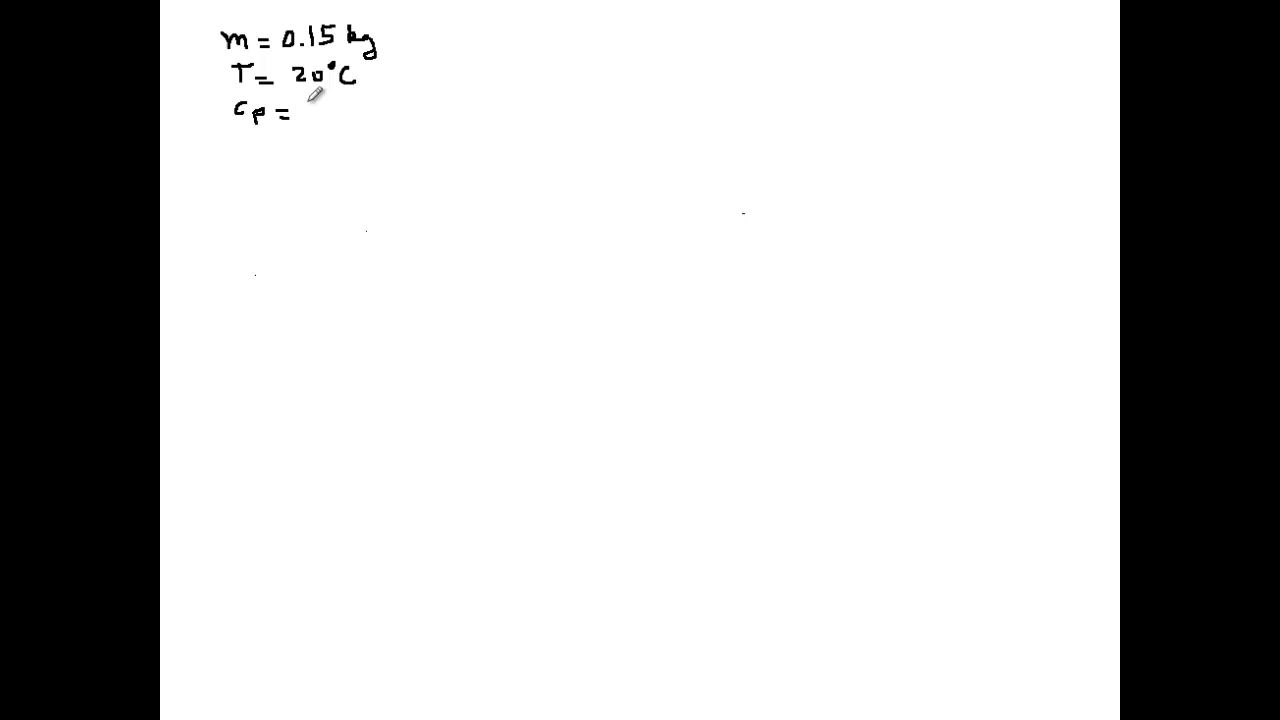 m = 0.15 kg
T = 20°C
Cp =